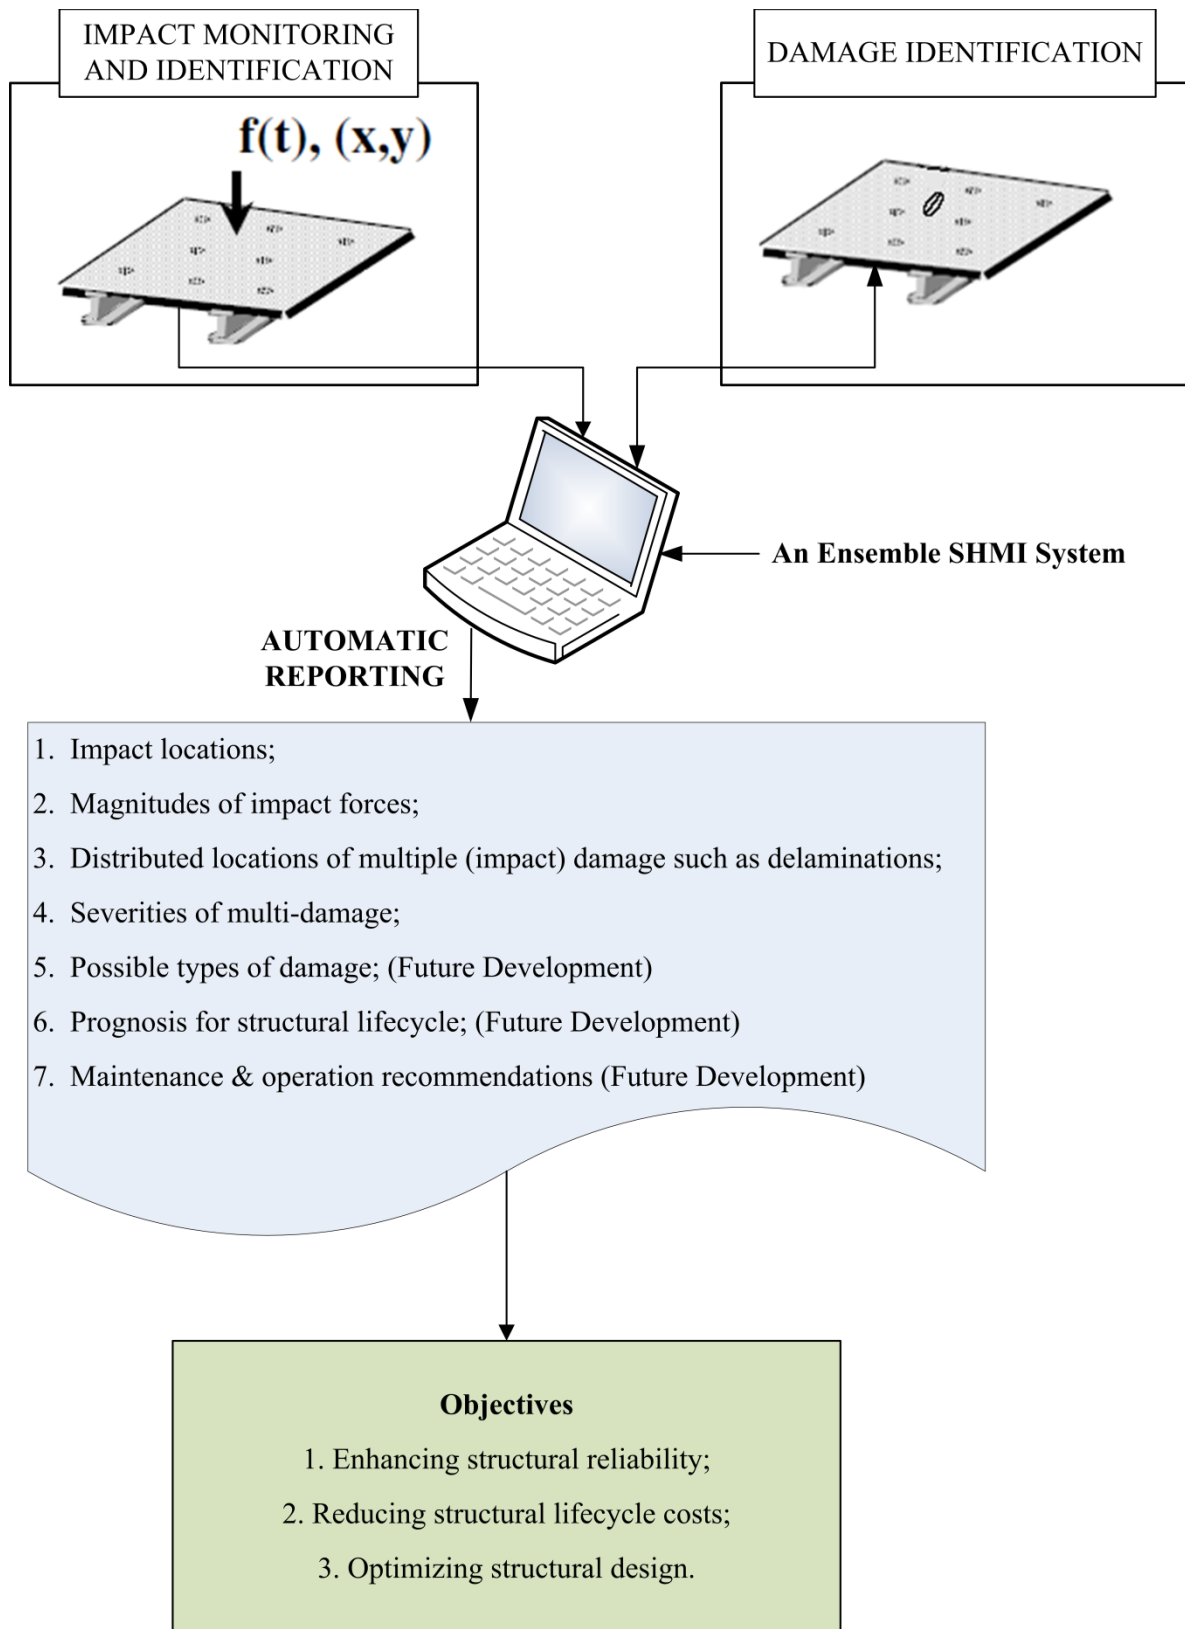 IMPACT MONITORING
AND IDENTIFICATION
DAMAGE IDENTIFICATION
f(t), (x,y)
An Ensemble SHMI System
AUTOMATIC
REPORTING
1. Impact locations;
2. Magnitudes of impact forces;
3. Distributed locations of multiple (impact) damage such as delaminations;
4. Severities of multi-damage;
5. Possible types of damage; (Future Development)
6. Prognosis for structural lifecycle; (Future Development)
7. Maintenance & operation recommendations (Future Development)
Objectives
1. Enhancing structural reliability;
2. Reducing structural lifecycle costs;
3. Optimizing structural design.